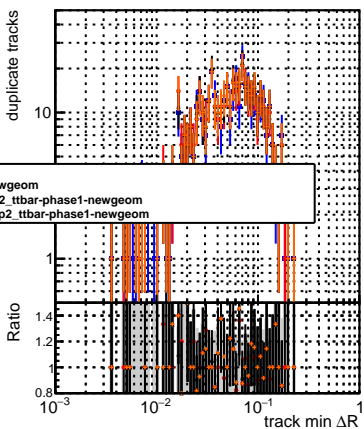 duplicate tracks
10
wgeom
2_ttbar-phase1-newgeom
p2_ttbar-phase1-newgeom
1
Ratio
1.4
1.2
1
0.8
10⁻³ 10⁻² 10⁻¹ 1
track min ΔR